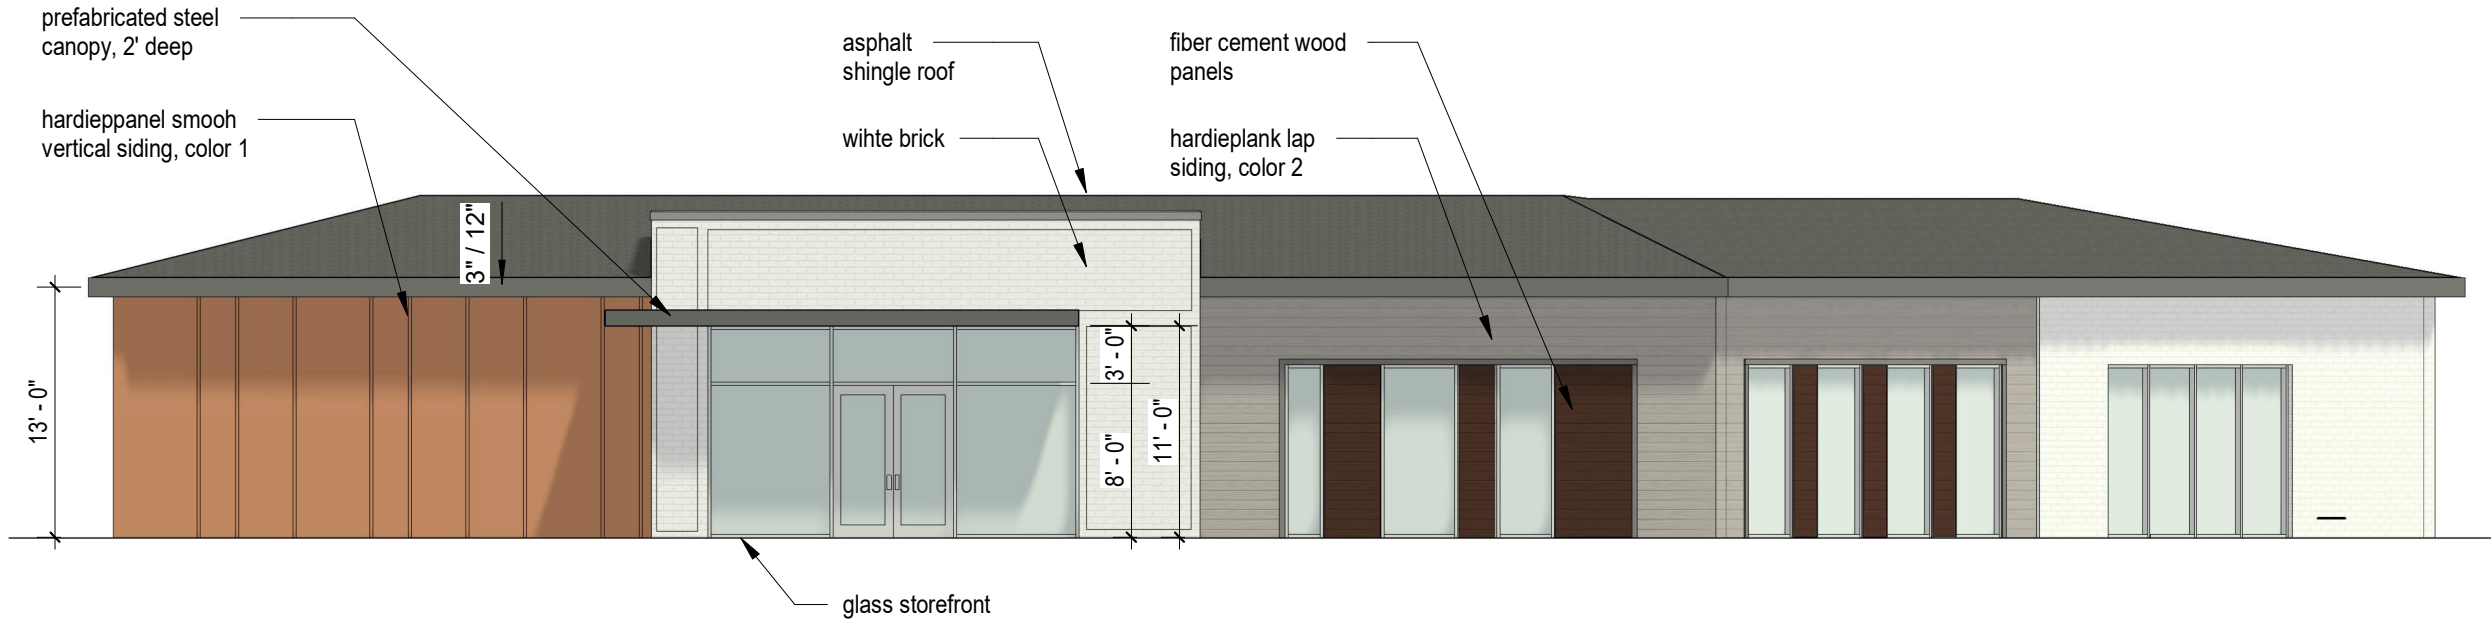 prefabricated steel
canopy, 2' deep
hardieppanel smooh
vertical siding, color 1
asphalt
shingle roof
wihte brick
fiber cement wood
panels
hardieplank lap
siding, color 2
3" / 12"
13' - 0"
3' - 0"
8' - 0"
11' - 0"
glass storefront